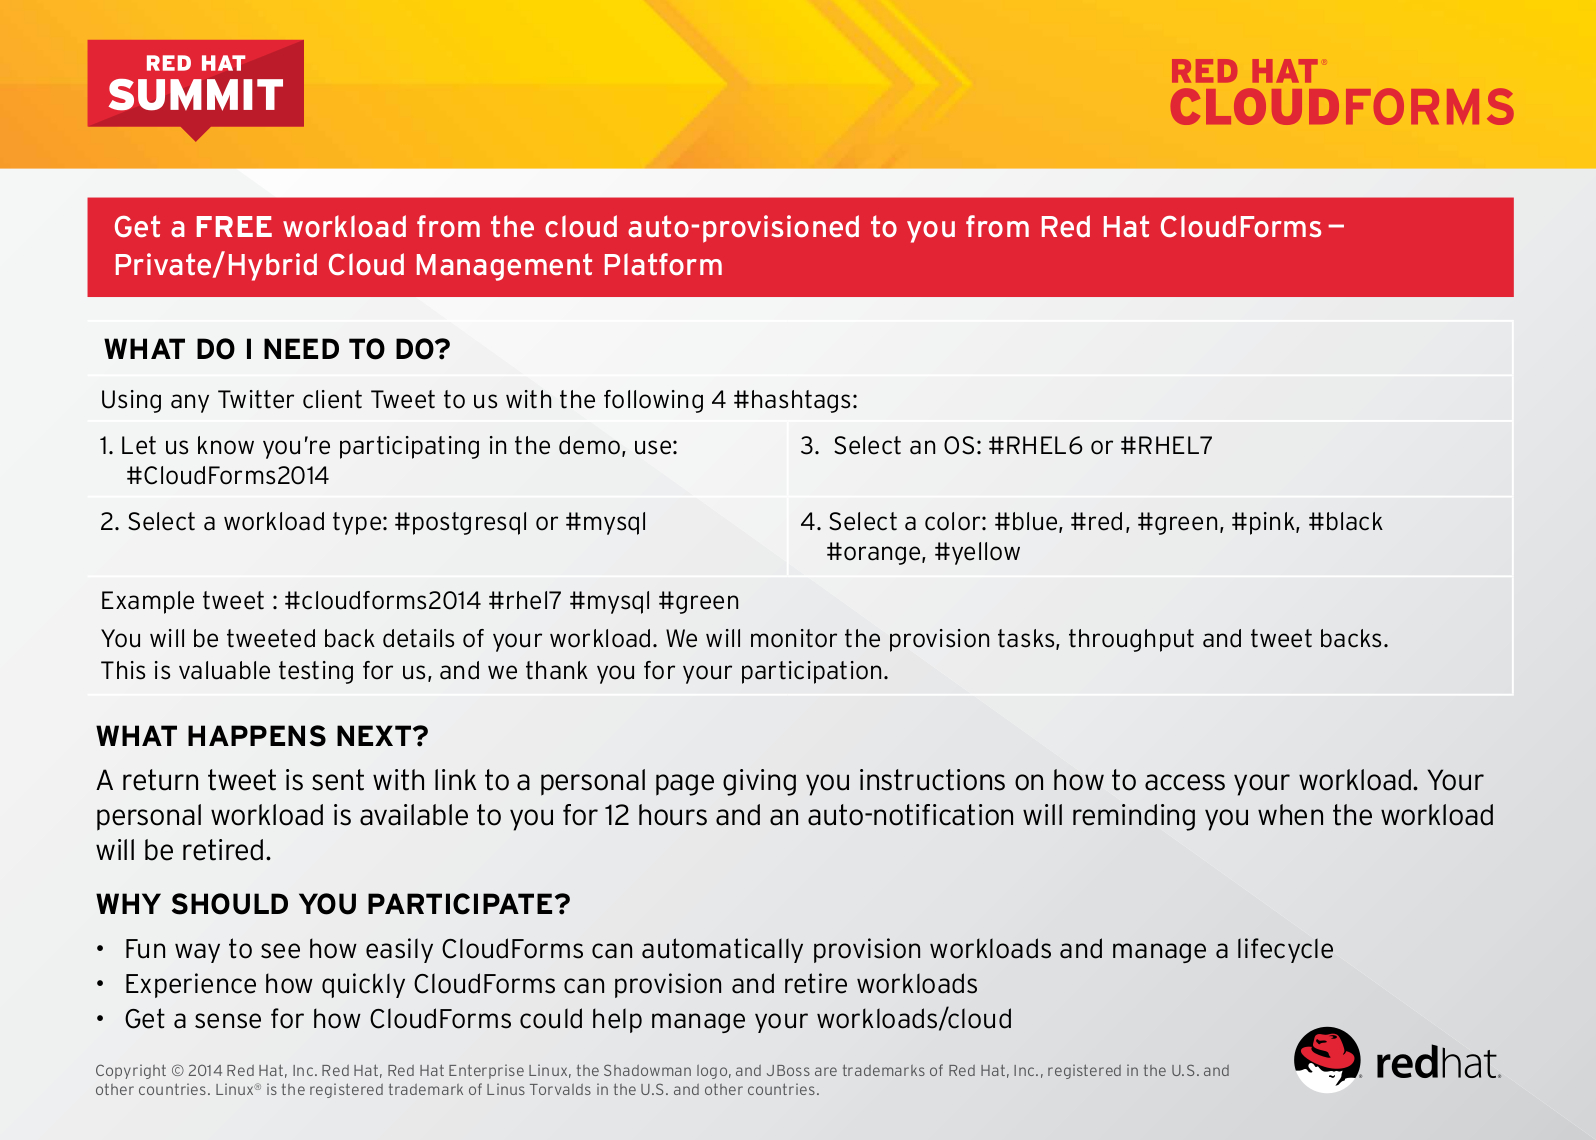 RED HAT
SUMMIT
RED HAT®
CLOUDFORMS
Get a FREE workload from the cloud auto-provisioned to you from Red Hat CloudForms —
Private/Hybrid Cloud Management Platform
WHAT DO I NEED TO DO?
Using any Twitter client Tweet to us with the following 4 #hashtags:
1. Let us know you’re participating in the demo, use:
#CloudForms2014
3. Select an OS: #RHEL6 or #RHEL7
2. Select a workload type: #postgresql or #mysql
4. Select a color: #blue, #red, #green, #pink, #black
#orange, #yellow
Example tweet : #cloudforms2014 #rhel7 #mysql #green
You will be tweeted back details of your workload. We will monitor the provision tasks, throughput and tweet backs.
This is valuable testing for us, and we thank you for your participation.
WHAT HAPPENS NEXT?
A return tweet is sent with link to a personal page giving you instructions on how to access your workload. Your
personal workload is available to you for 12 hours and an auto-notification will reminding you when the workload
will be retired.
WHY SHOULD YOU PARTICIPATE?
• Fun way to see how easily CloudForms can automatically provision workloads and manage a lifecycle
• Experience how quickly CloudForms can provision and retire workloads
• Get a sense for how CloudForms could help manage your workloads/cloud
Copyright © 2014 Red Hat, Inc. Red Hat, Red Hat Enterprise Linux, the Shadowman logo, and JBoss are trademarks of Red Hat, Inc., registered in the U.S. and
other countries. Linux® is the registered trademark of Linus Torvalds in the U.S. and other countries.
redhat®